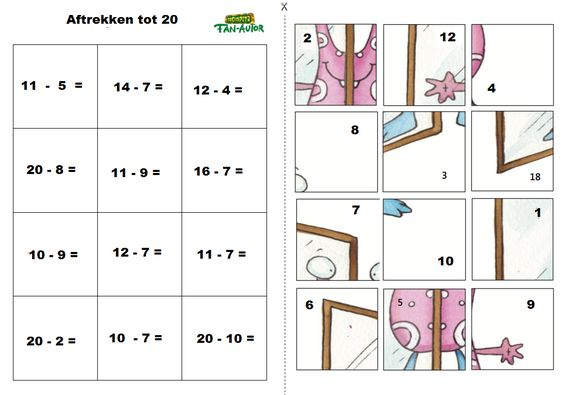 Aftrekken tot 20
FAN-AUTOR
11 - 5 =
14 - 7 =
12 - 4 =
20 - 8 =
11 - 9 =
16 - 7 =
10 - 9 =
12 - 7 =
11 - 7 =
20 - 2 =
10 - 7 =
20 - 10 =
2
12
4
8
3
18
7
10
1
6
5
9